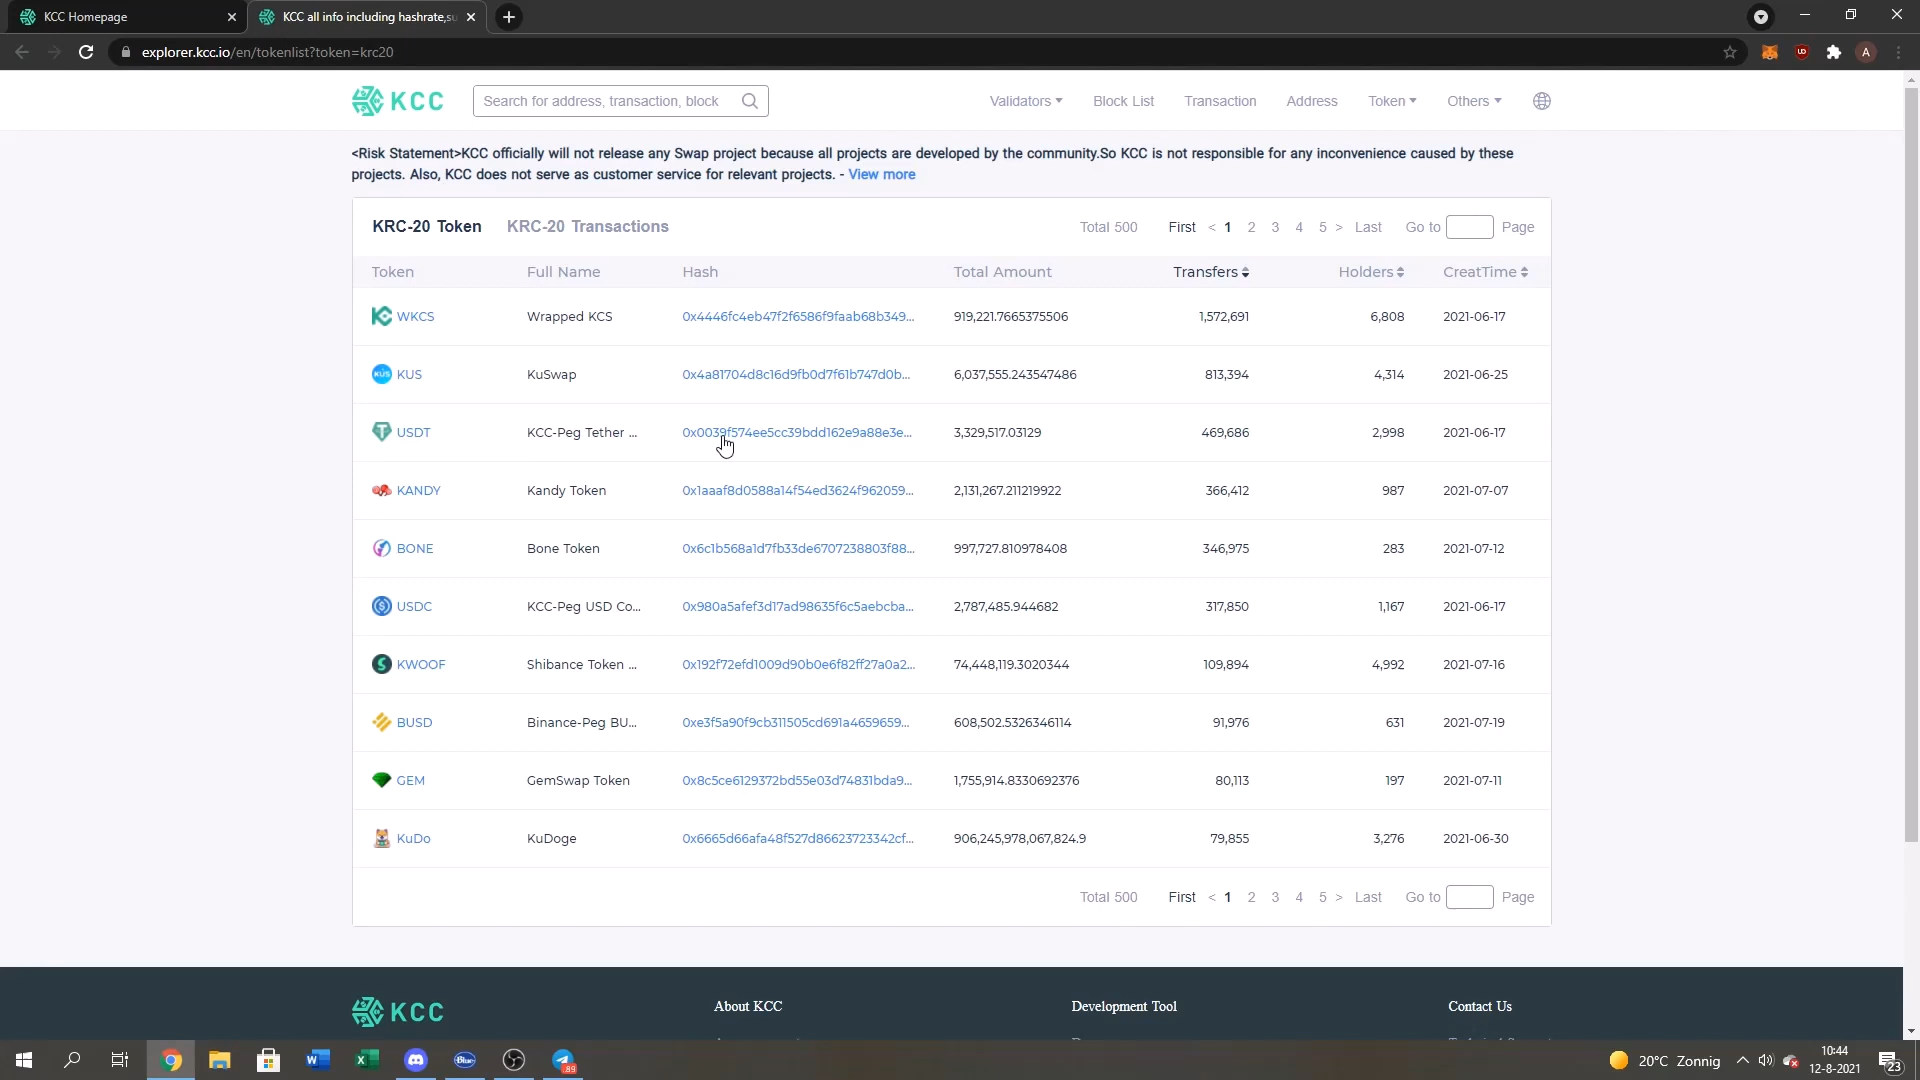 KCC Homepage
KCC all info including hashrate,su
explorer.kcc.io/en/tokenlist?token=krc20
A
KCC
Search for address, transaction, block
Validators
Block List
Transaction
Address
Token
Others
<Risk Statement>KCC officially will not release any Swap project because all projects are developed by the community.So KCC is not responsible for any inconvenience caused by these
projects. Also, KCC does not serve as customer service for relevant projects. - View more
KRC-20 Token
KRC-20 Transactions
Total 500 First < 1 2 3 4 5 > Last Go to Page
Token Full Name Hash Total Amount Transfers Holders CreatTime
WKCS Wrapped KCS 0x4446fc4eb47f2f6586f9faab68b349... 919,221.7665375506 1,572,691 6,808 2021-06-17
KUS KUS KuSwap 0x4a81704d8c16d9fb0d7f61b747d0b... 6,037,555.243547486 813,394 4,314 2021-06-25
USDT KCC-Peg Tether ... 0x0039f574ee5cc39bdd162e9a88e3e... 3,329,517.03129 469,686 2,998 2021-06-17
KANDY Kandy Token 0x1aaaf8d0588a14f54ed3624f962059... 2,131,267.211219922 366,412 987 2021-07-07
BONE Bone Token 0x6c1b568a1d7fb33de6707238803f88... 997,727.810978408 346,975 283 2021-07-12
USDC KCC-Peg USD Co... 0x980a5afef3d17ad98635f6c5aebcba... 2,787,485.944682 317,850 1,167 2021-06-17
KWOOF Shibance Token ... 0x192f72efd1009d90b0e6f82ff27a0a2... 74,448,119.3020344 109,894 4,992 2021-07-16
BUSD Binance-Peg BU... 0xe3f5a90f9cb311505cd691a4659659... 608,502.5326346114 91,976 631 2021-07-19
GEM GemSwap Token 0x8c5ce6129372bd55e03d74831bda9... 1,755,914.8330692376 80,113 197 2021-07-11
KuDo KuDoge 0x6665d66afa48f527d86623723342cf... 906,245,978,067,824.9 79,855 3,276 2021-06-30
Total 500 First < 1 2 3 4 5 > Last Go to Page
KCC
About KCC
Development Tool
Contact Us
Blue
89
20°C Zonnig
10:44
12-8-2021
23